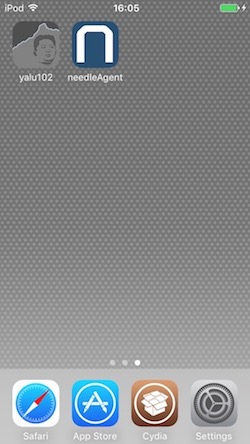 iPod 16:05
yalu102 needleAgent
Safari App Store Cydia Settings